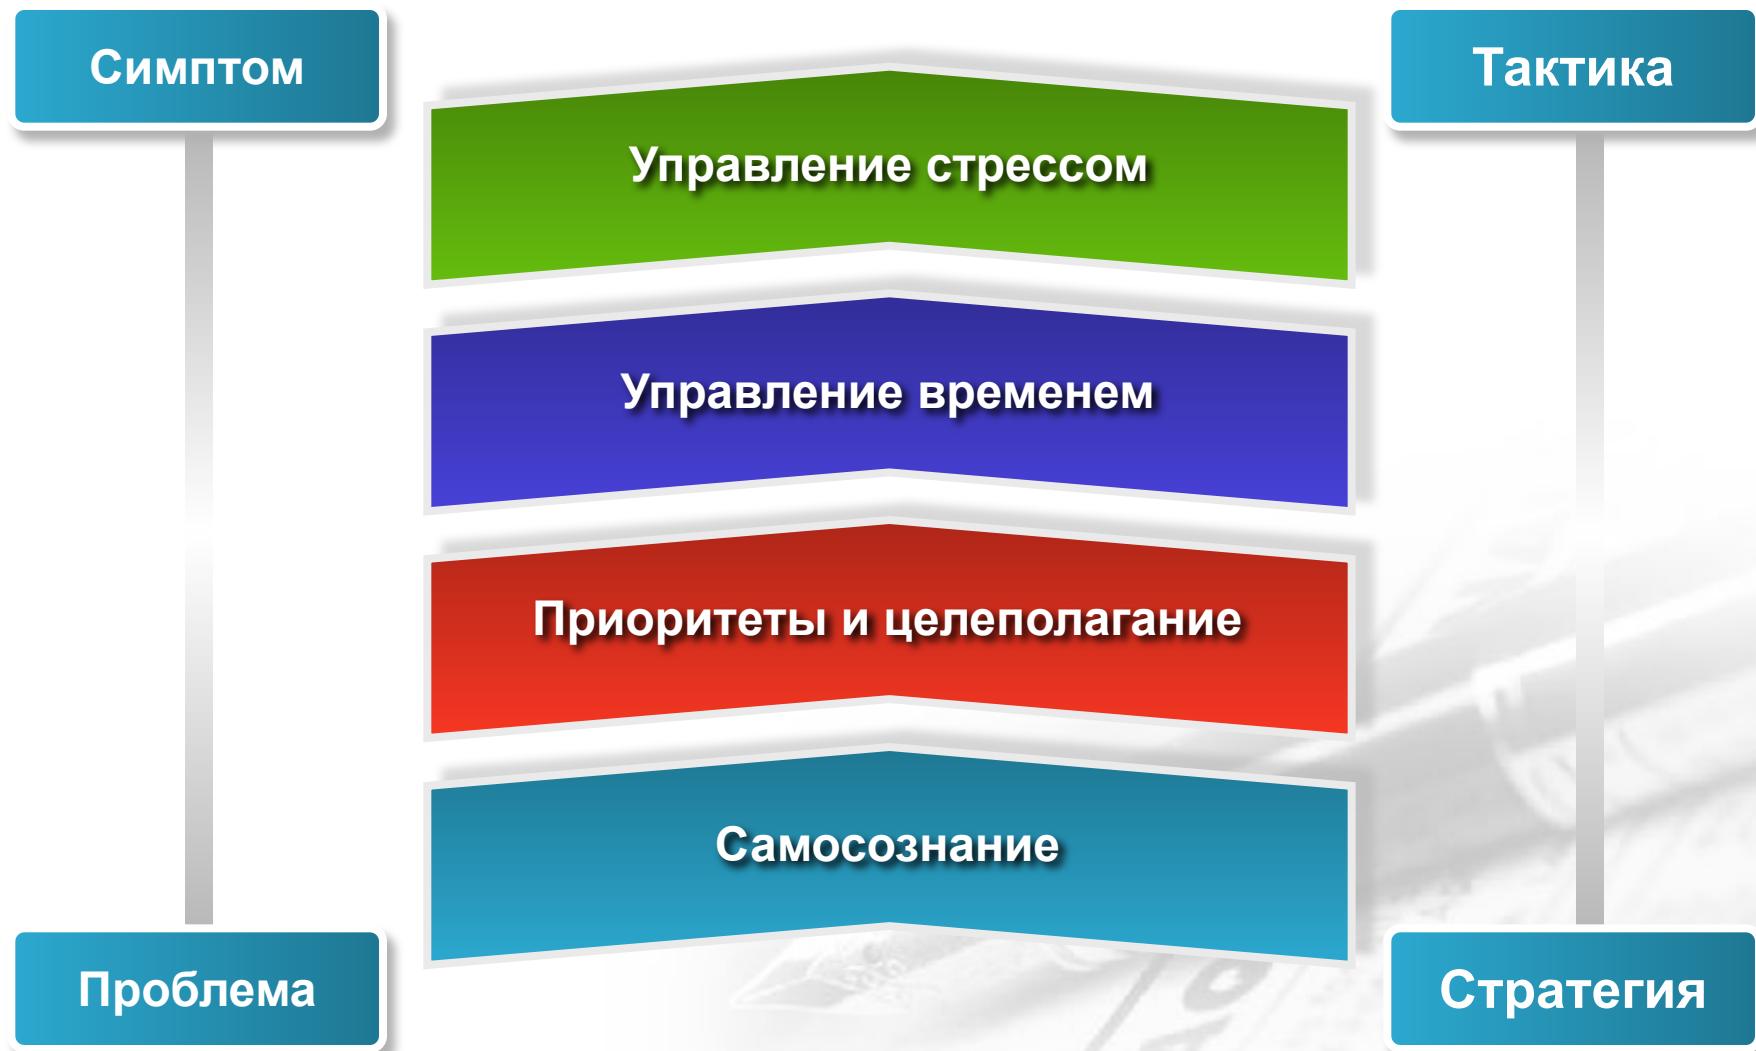 Симптом
Тактика
Управление стрессом
Управление временем
Приоритеты и целеполагание
Самосознание
Проблема
Стратегия